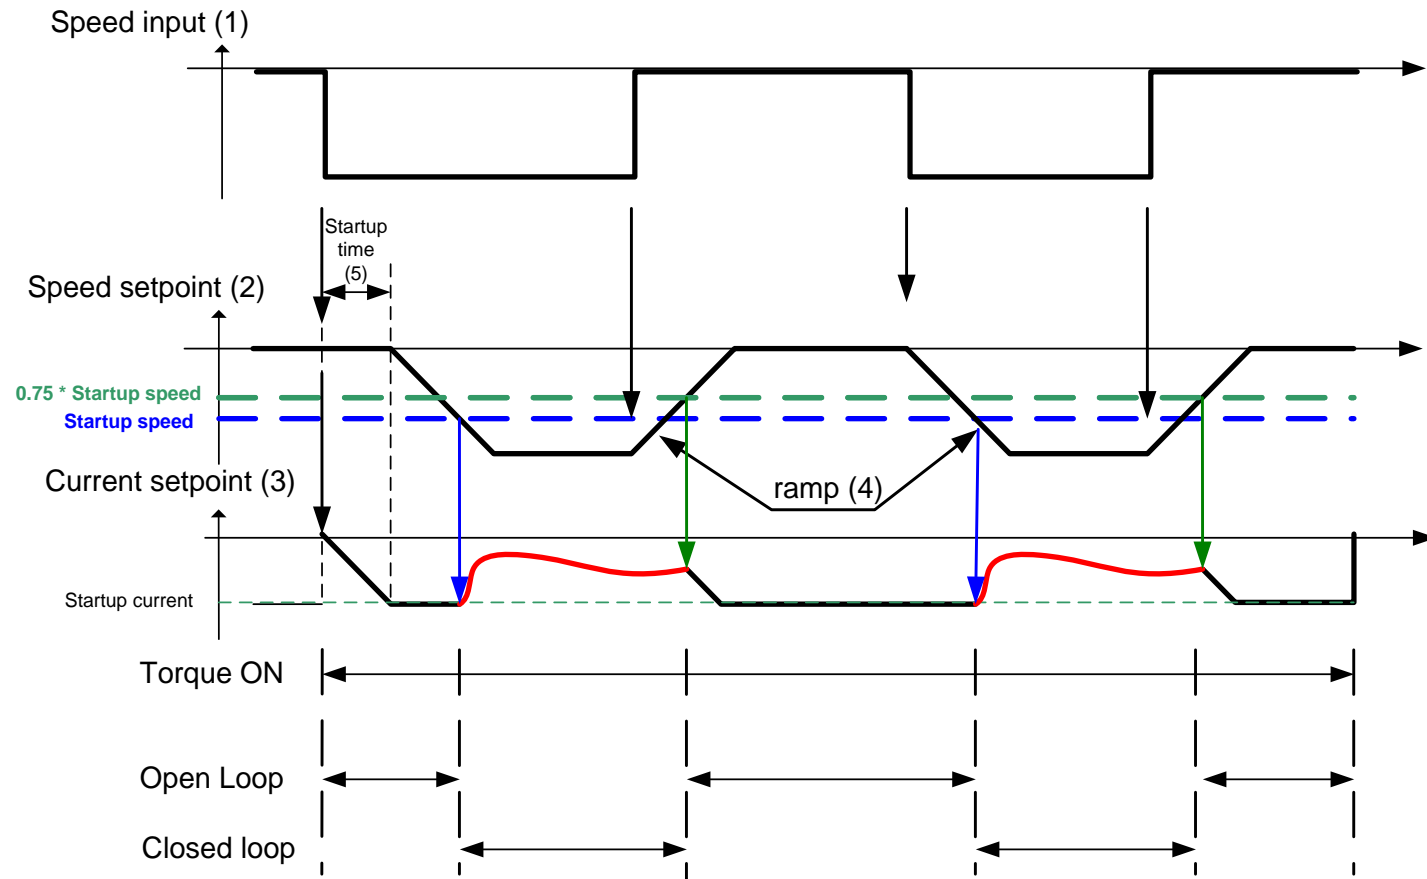 Speed input (1)
Startup
time
(5)
Speed setpoint (2)
0.75 * Startup speed
Startup speed
Current setpoint (3)
ramp (4)
Startup current
Torque ON
Open Loop
Closed loop